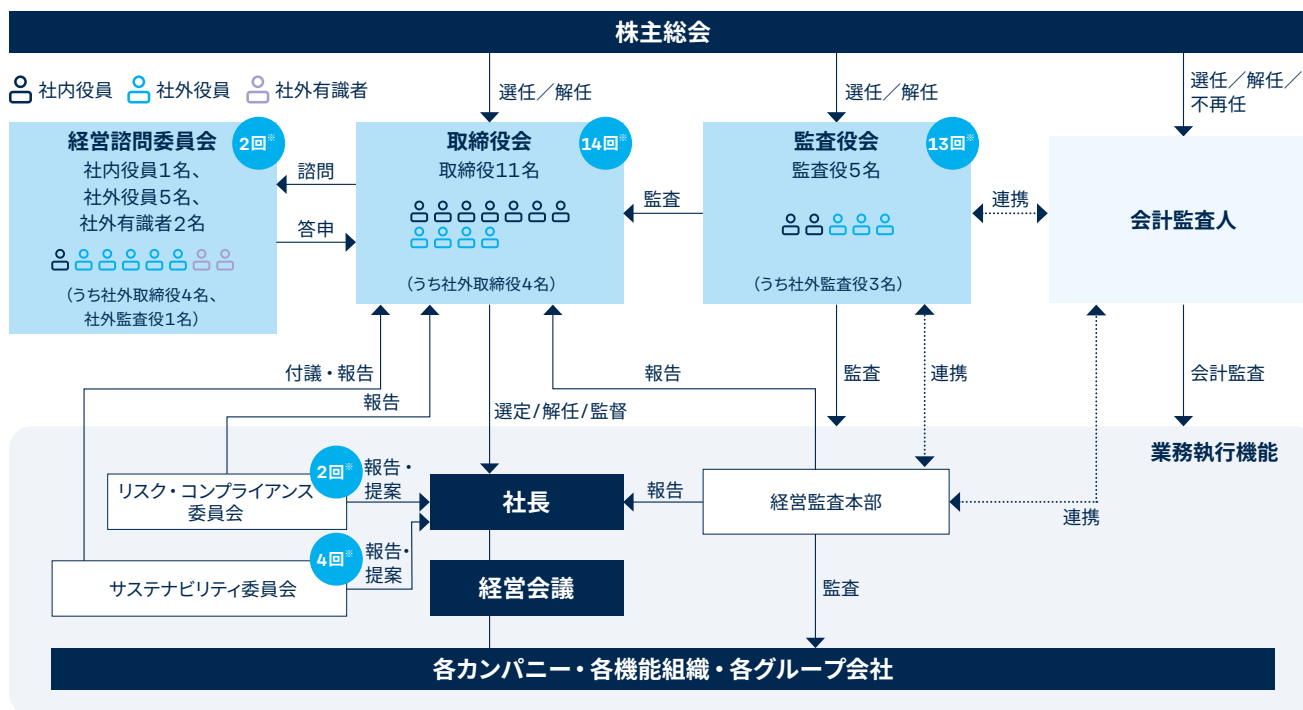 株主総会
社内役員
社外役員
社外有識者
選任／解任
選任／解任
選任／解任／
不再任
経営諮問委員会
2回※
社内役員1名、
社外役員5名、
社外有識者2名
（うち社外取締役4名、
社外監査役1名）
諮問
答申
取締役会
14回※
取締役11名
（うち社外取締役4名）
監査
監査役会
13回※
監査役5名
（うち社外監査役3名）
連携
会計監査人
付議・報告
報告
選定/解任/監督
報告
監査
連携
会計監査
業務執行機能
リスク・コンプライアンス
委員会
2回※
報告・
提案
社長
報告
経営監査本部
連携
サステナビリティ委員会
4回※
報告・
提案
経営会議
監査
各カンパニー・各機能組織・各グループ会社